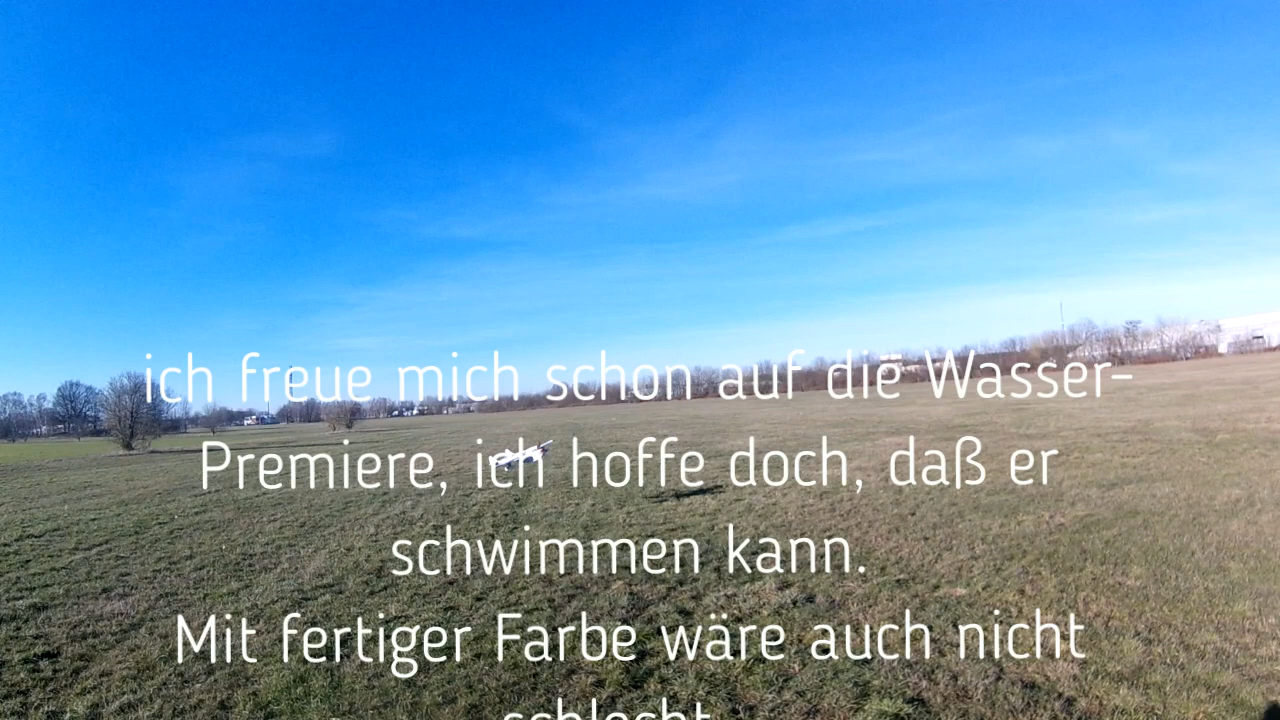 ich freue mich schon auf die Wasser-
Premiere, ich hoffe doch, daß er
schwimmen kann.
Mit fertiger Farbe wäre auch nicht
schlecht